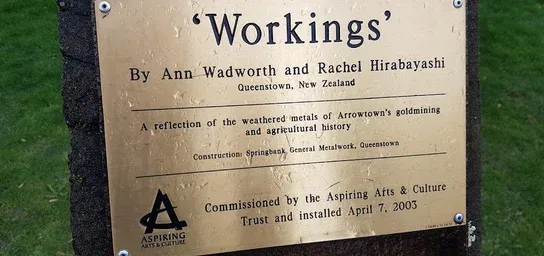 'Workings'
By Ann Wadworth and Rachel Hirabayashi
Queenstown, New Zealand
A reflection of the weathered metals of Arrowtown's goldmining
and agricultural history
Construction: Springbank General Metalwork, Queenstown
Commissioned by the Aspiring Arts & Culture
Trust and installed April 7, 2003
ASPIRING
ARTS & CULTURE